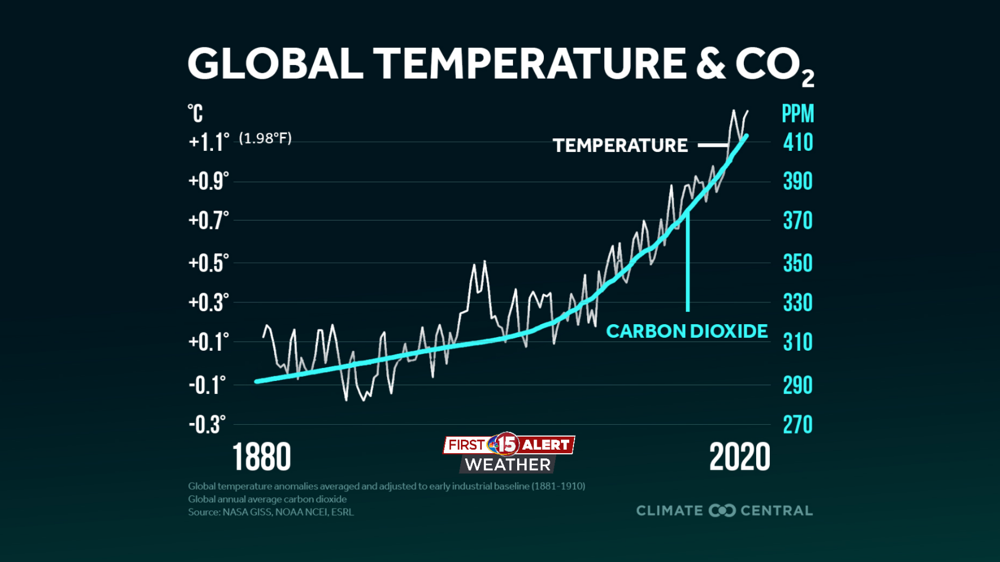 GLOBAL TEMPERATURE & CO₂
°C PPM
+1.1° (1.98°F) 410
TEMPERATURE
+0.9° 390
+0.7° 370
+0.5° 350
+0.3° 330
CARBON DIOXIDE
+0.1° 310
-0.1° 290
-0.3° 270
1880 2020
FIRST 15 ALERT
WEATHER
Global temperature anomalies averaged and adjusted to early industrial baseline (1881-1910)
Global annual average carbon dioxide
Source: NASA GISS, NOAA NCEI, ESRL
CLIMATE CENTRAL